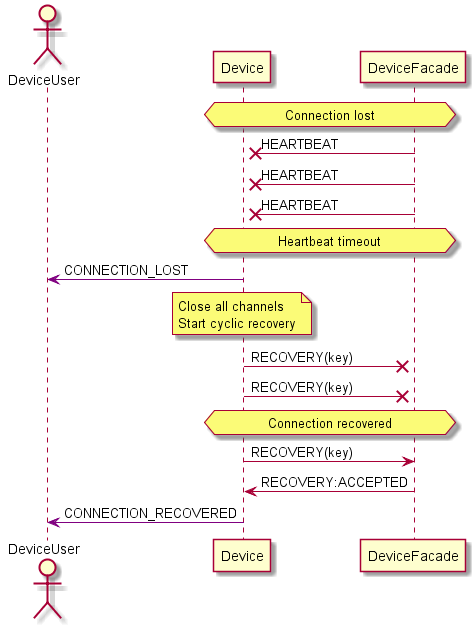 DeviceUser
Device
DeviceFacade
Connection lost
HEARTBEAT
HEARTBEAT
HEARTBEAT
Heartbeat timeout
CONNECTION_LOST
Close all channels
Start cyclic recovery
RECOVERY(key)
RECOVERY(key)
Connection recovered
RECOVERY(key)
RECOVERY:ACCEPTED
CONNECTION_RECOVERED
DeviceUser
Device
DeviceFacade